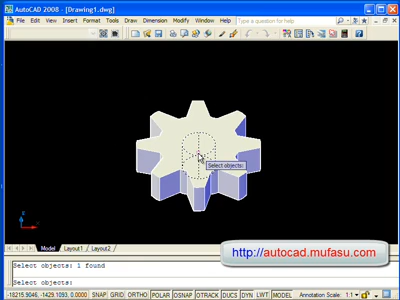 AutoCAD 2008 - [Drawing1.dwg]
File Edit View Insert Format Tools Draw Dimension Modify Window Help Type a question for help
Select objects:
Model Layout1 Layout2
http://autocad.mufasu.com
Select objects: 1 found
Select objects:
-18215.9046, -1429.1093, 0.0000 SNAP GRID ORTHO POLAR OSNAP OTRACK DUCS DYN LWT MODEL Annotation Scale: 1:1